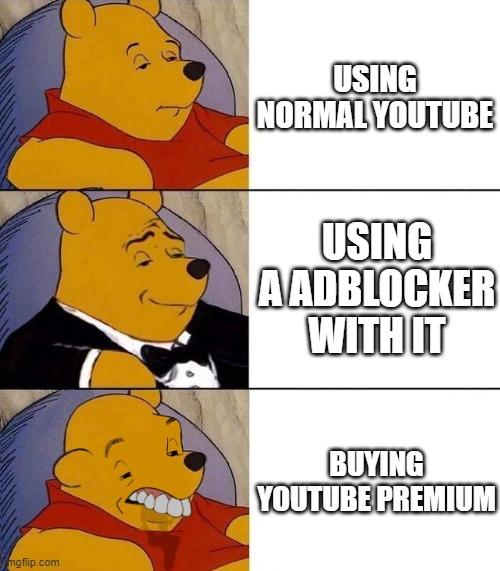 USING
NORMAL YOUTUBE
USING
A ADBLOCKER
WITH IT
BUYING
YOUTUBE PREMIUM
imgflip.com